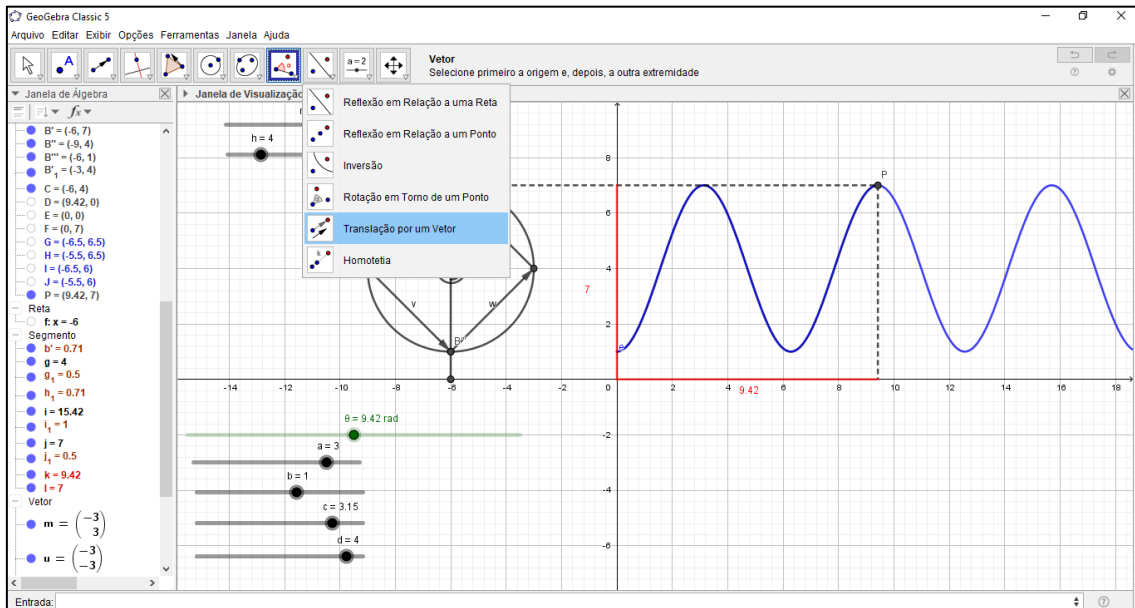 GeoGebra Classic 5
Arquivo Editar Exibir Opções Ferramentas Janela Ajuda
A
α
a = 2
Vetor
Selecione primeiro a origem e, depois, a outra extremidade
Janela de Álgebra
Janela de Visualização
fx
B' = (-6, 7)
B'' = (-9, 4)
B''' = (-6, 1)
B'₁ = (-3, 4)
C = (-6, 4)
D = (9.42, 0)
E = (0, 0)
F = (0, 7)
G = (-6.5, 6.5)
H = (-5.5, 6.5)
I = (-6.5, 6)
J = (-5.5, 6)
P = (9.42, 7)
Reta
f: x = -6
Segmento
b' = 0.71
g = 4
g₁ = 0.5
h₁ = 0.71
i = 15.42
i₁ = 1
j = 7
j₁ = 0.5
k = 9.42
l = 7
Vetor
m = (-3 3)
u = (-3 -3)
h = 4
Reflexão em Relação a uma Reta
Reflexão em Relação a um Ponto
Inversão
Rotação em Torno de um Ponto
Translação por um Vetor
Homotetia
v
w
P
7
e
8
6
4
2
-14 -12 -10 -8 -6 -4 -2 0 2 4 6 8 10 12 14 16 18
9.42
-2
-4
-6
θ = 9.42 rad
a = 3
b = 1
c = 3.15
d = 4
Entrada: